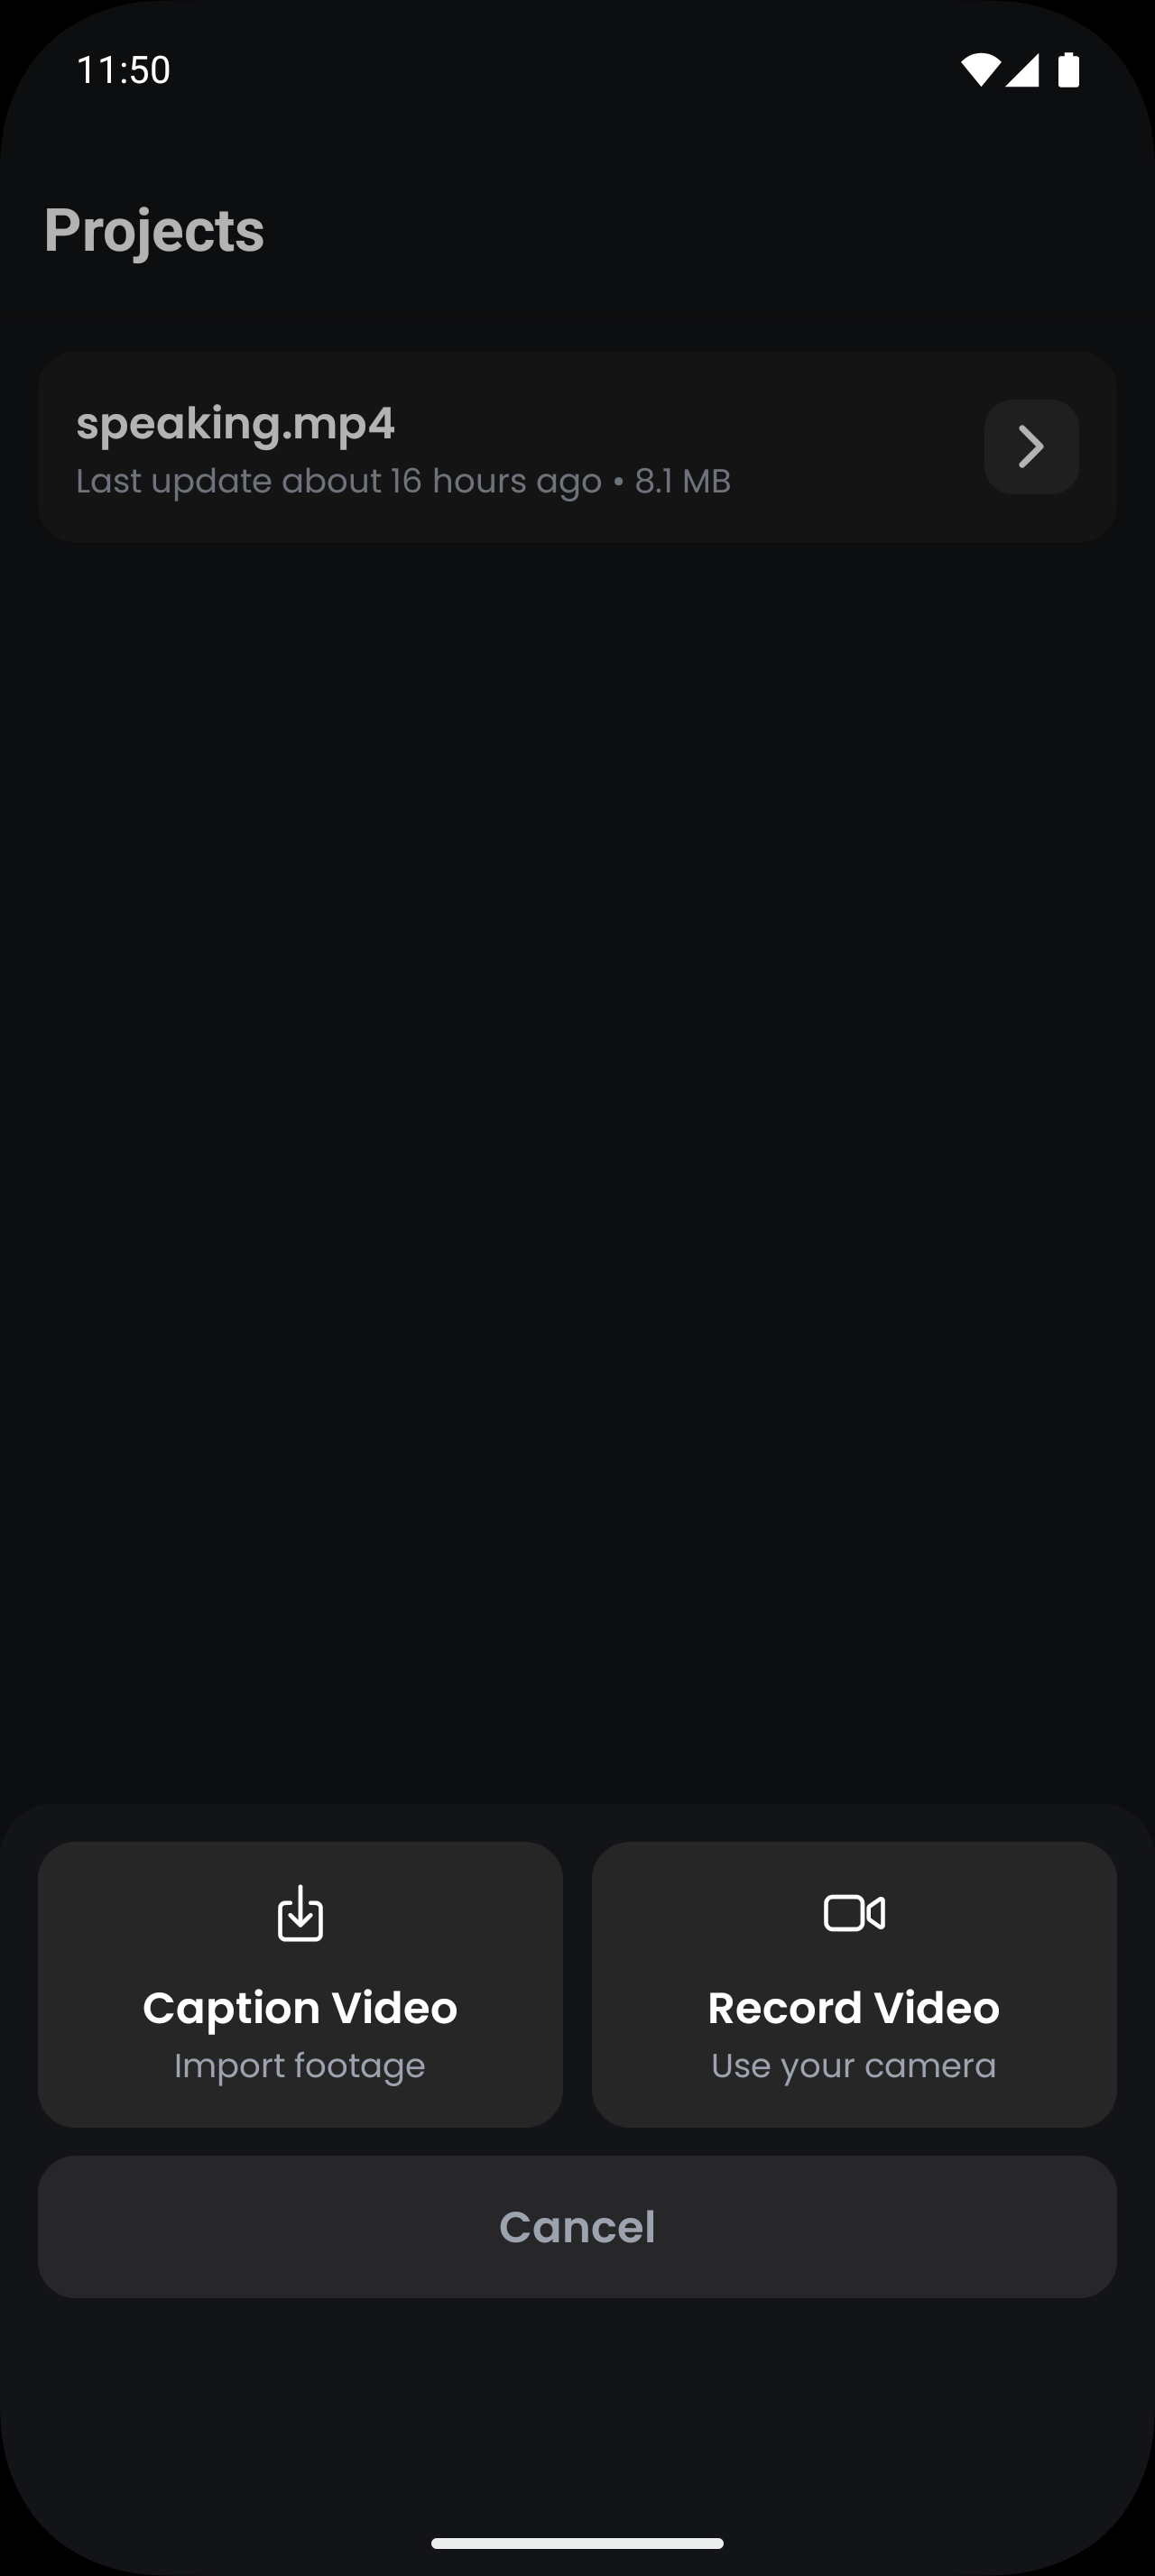 11:50
Projects
speaking.mp4
Last update about 16 hours ago • 8.1 MB
Caption Video
Import footage
Record Video
Use your camera
Cancel